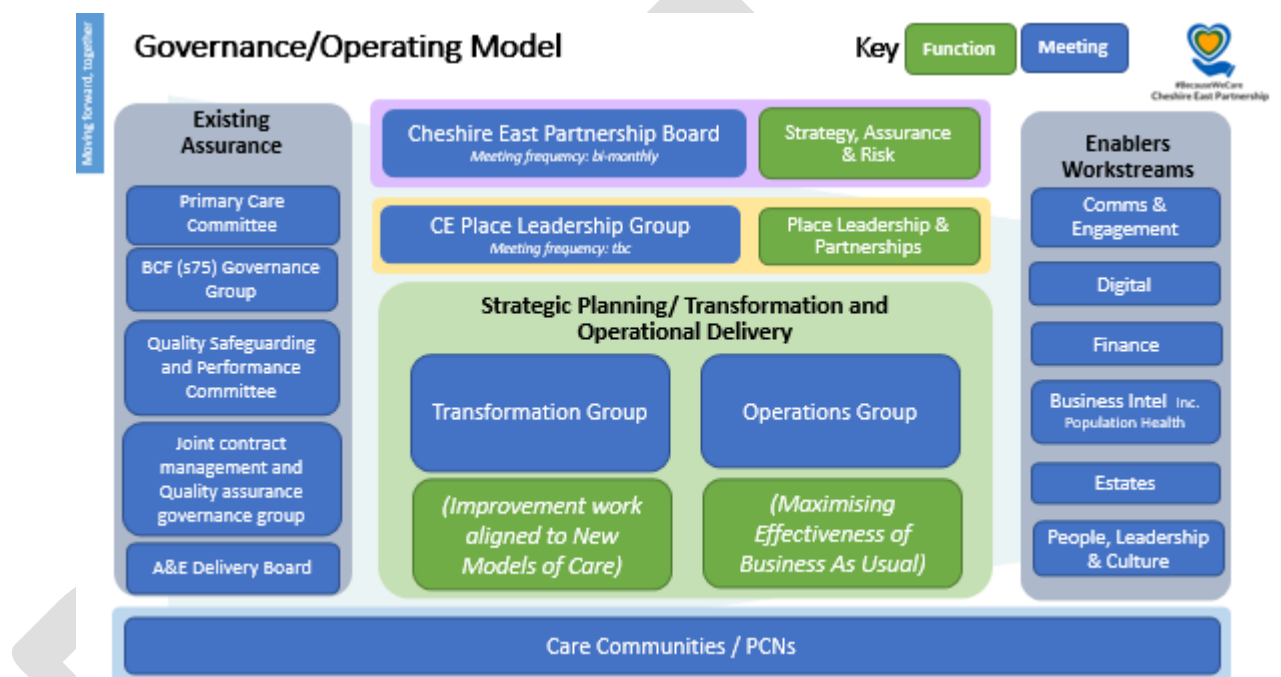 Moving forward, together
Governance/Operating Model
Key
Function
Meeting
#BecauseWeCare
Cheshire East Partnership
Existing
Assurance
Primary Care
Committee
BCF (s75) Governance
Group
Quality Safeguarding
and Performance
Committee
Joint contract
management and
Quality assurance
governance group
A&E Delivery Board
Cheshire East Partnership Board
Meeting frequency: bi-monthly
Strategy, Assurance
& Risk
CE Place Leadership Group
Meeting frequency: tbc
Place Leadership &
Partnerships
Strategic Planning/ Transformation and
Operational Delivery
Transformation Group
Operations Group
(Improvement work
aligned to New
Models of Care)
(Maximising
Effectiveness of
Business As Usual)
Enablers
Workstreams
Comms &
Engagement
Digital
Finance
Business Intel Inc.
Population Health
Estates
People, Leadership
& Culture
Care Communities / PCNs